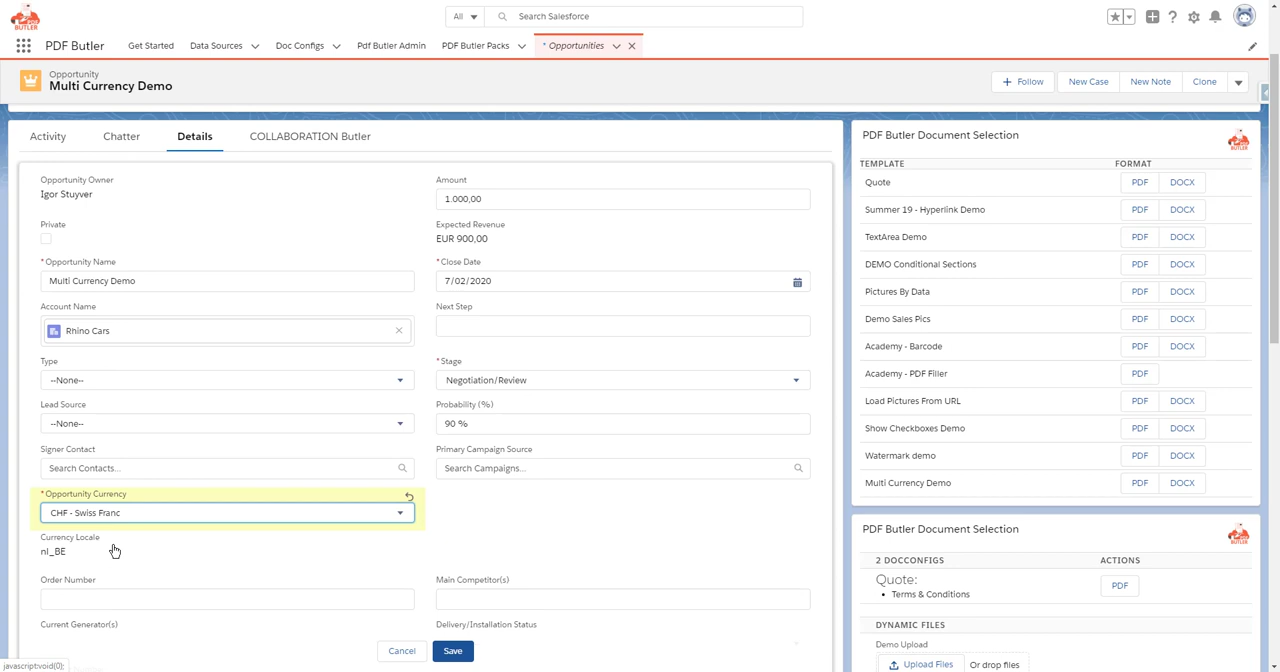 PDF
BUTLER
All
Search Salesforce
PDF Butler
Get Started
Data Sources
Doc Configs
Pdf Butler Admin
PDF Butler Packs
* Opportunities
Opportunity
Multi Currency Demo
Follow
New Case
New Note
Clone
Activity
Chatter
Details
COLLABORATION Butler
Opportunity Owner
Igor Stuyver
Amount
1.000,00
Private
Expected Revenue
EUR 900,00
*Opportunity Name
Multi Currency Demo
*Close Date
7/02/2020
Account Name
Rhino Cars
Next Step
Type
--None--
*Stage
Negotiation/Review
Lead Source
--None--
Probability (%)
90 %
Signer Contact
Search Contacts...
Primary Campaign Source
Search Campaigns...
*Opportunity Currency
CHF - Swiss Franc
Currency Locale
nl_BE
Order Number
Main Competitor(s)
Current Generator(s)
Delivery/Installation Status
Cancel
Save
javascript:void(0);
PDF Butler Document Selection
TEMPLATE FORMAT
Quote PDF DOCX
Summer 19 - Hyperlink Demo PDF DOCX
TextArea Demo PDF DOCX
DEMO Conditional Sections PDF DOCX
Pictures By Data PDF DOCX
Demo Sales Pics PDF DOCX
Academy - Barcode PDF DOCX
Academy - PDF Filler PDF
Load Pictures From URL PDF DOCX
Show Checkboxes Demo PDF DOCX
Watermark demo PDF DOCX
Multi Currency Demo PDF DOCX
PDF Butler Document Selection
2 DOCCONFIGS ACTIONS
Quote:
PDF
• Terms & Conditions
DYNAMIC FILES
Demo Upload
Upload Files Or drop files